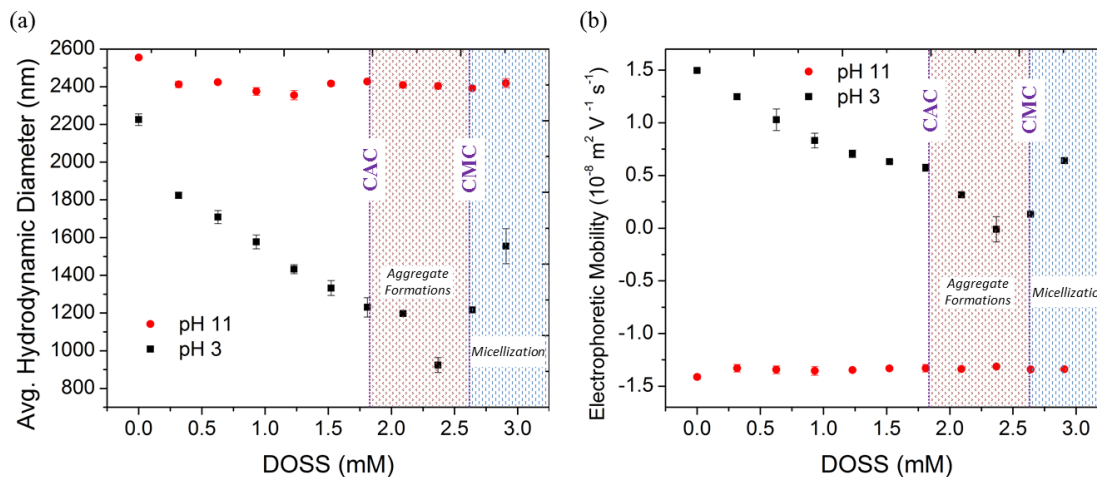 (a)
2600
2400
2200
2000
1800
1600
1400
1200
1000
800
Avg. Hydrodynamic Diameter (nm)
CAC
CMC
Aggregate
Formations
Micellization
pH 11
pH 3
0.0 0.5 1.0 1.5 2.0 2.5 3.0
DOSS (mM)
(b)
1.5
1.0
0.5
0.0
-0.5
-1.0
-1.5
Electrophoretic Mobility (10⁻⁸ m² V⁻¹ s⁻¹)
pH 11
pH 3
CAC
CMC
Aggregate
Formations
Micellizatio
0.0 0.5 1.0 1.5 2.0 2.5 3.0
DOSS (mM)